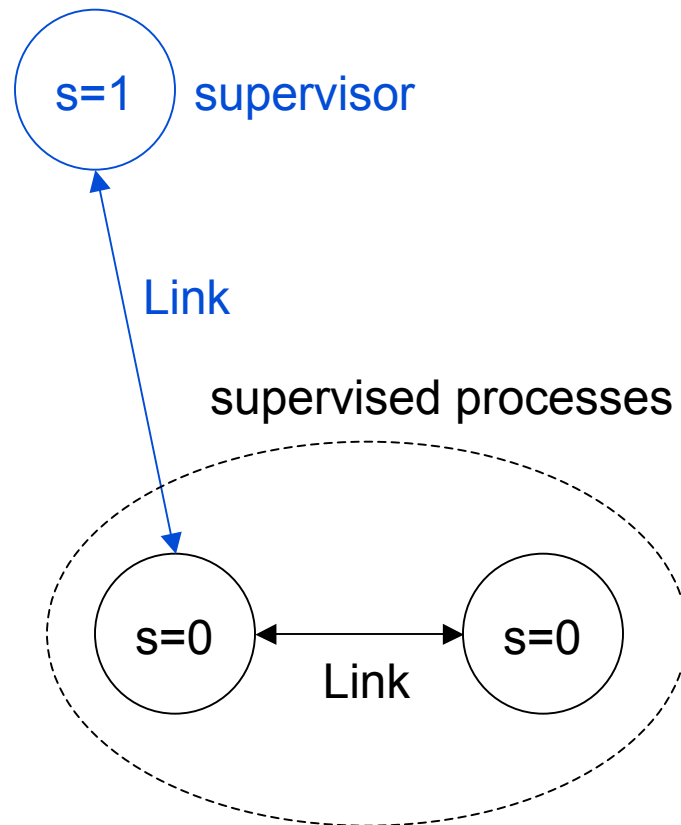 s=1 supervisor
Link
supervised processes
s=0 s=0
Link